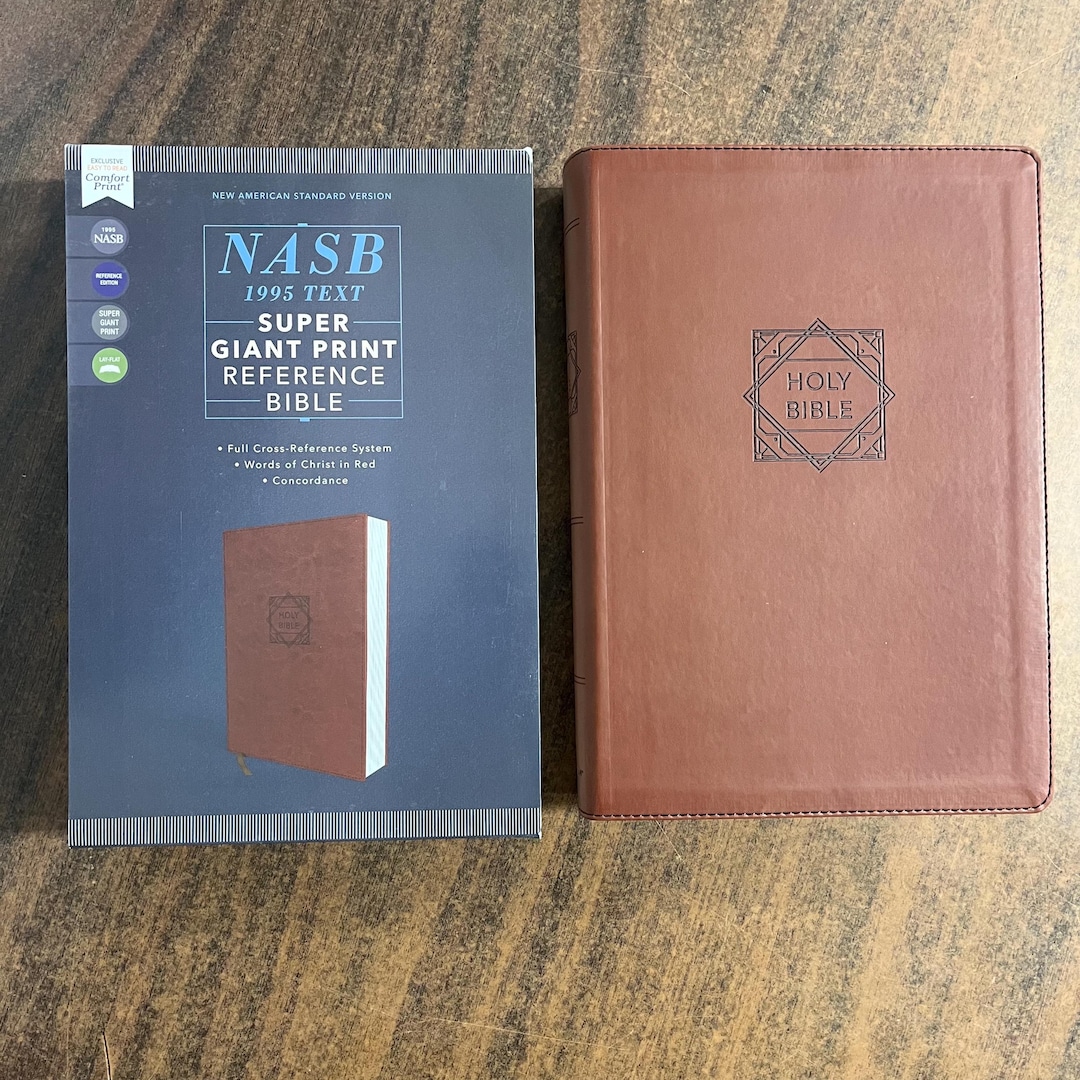 EXCLUSIVE
EASY TO READ
Comfort
Print®
NEW AMERICAN STANDARD VERSION
1995
NASB
REFERENCE
EDITION
SUPER
GIANT
PRINT
LAY-FLAT
NASB
1995 TEXT
SUPER
GIANT PRINT
REFERENCE
BIBLE
• Full Cross-Reference System
• Words of Christ in Red
• Concordance
HOLY
BIBLE
HOLY
BIBLE